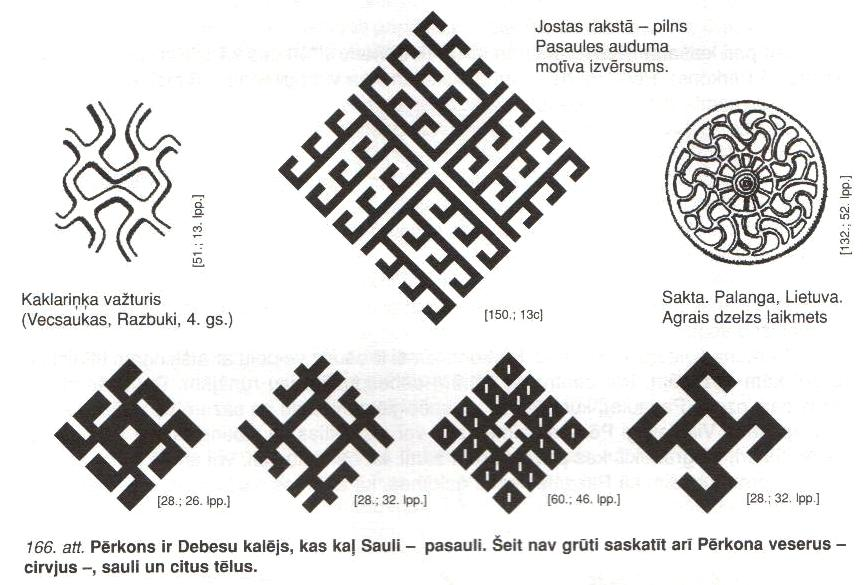 Jostas rakstā – pilns
Pasaules auduma
motīva izvērsums.
[51.; 13. lpp.]
[132.; 52. lpp.]
Kaklariņķa važturis
(Vecsaukas, Razbuki, 4. gs.)
[150.; 13c]
Sakta. Palanga, Lietuva.
Agrais dzelzs laikmets
[28.; 26. lpp.]
[28.; 32. lpp.]
[60.; 46. lpp.]
[28.; 32. lpp.]
166. att. Pērkons ir Debesu kalējs, kas kaļ Sauli – pasauli. Šeit nav grūti saskatīt arī Pērkona veserus –
cirvjus –, sauli un citus tēlus.